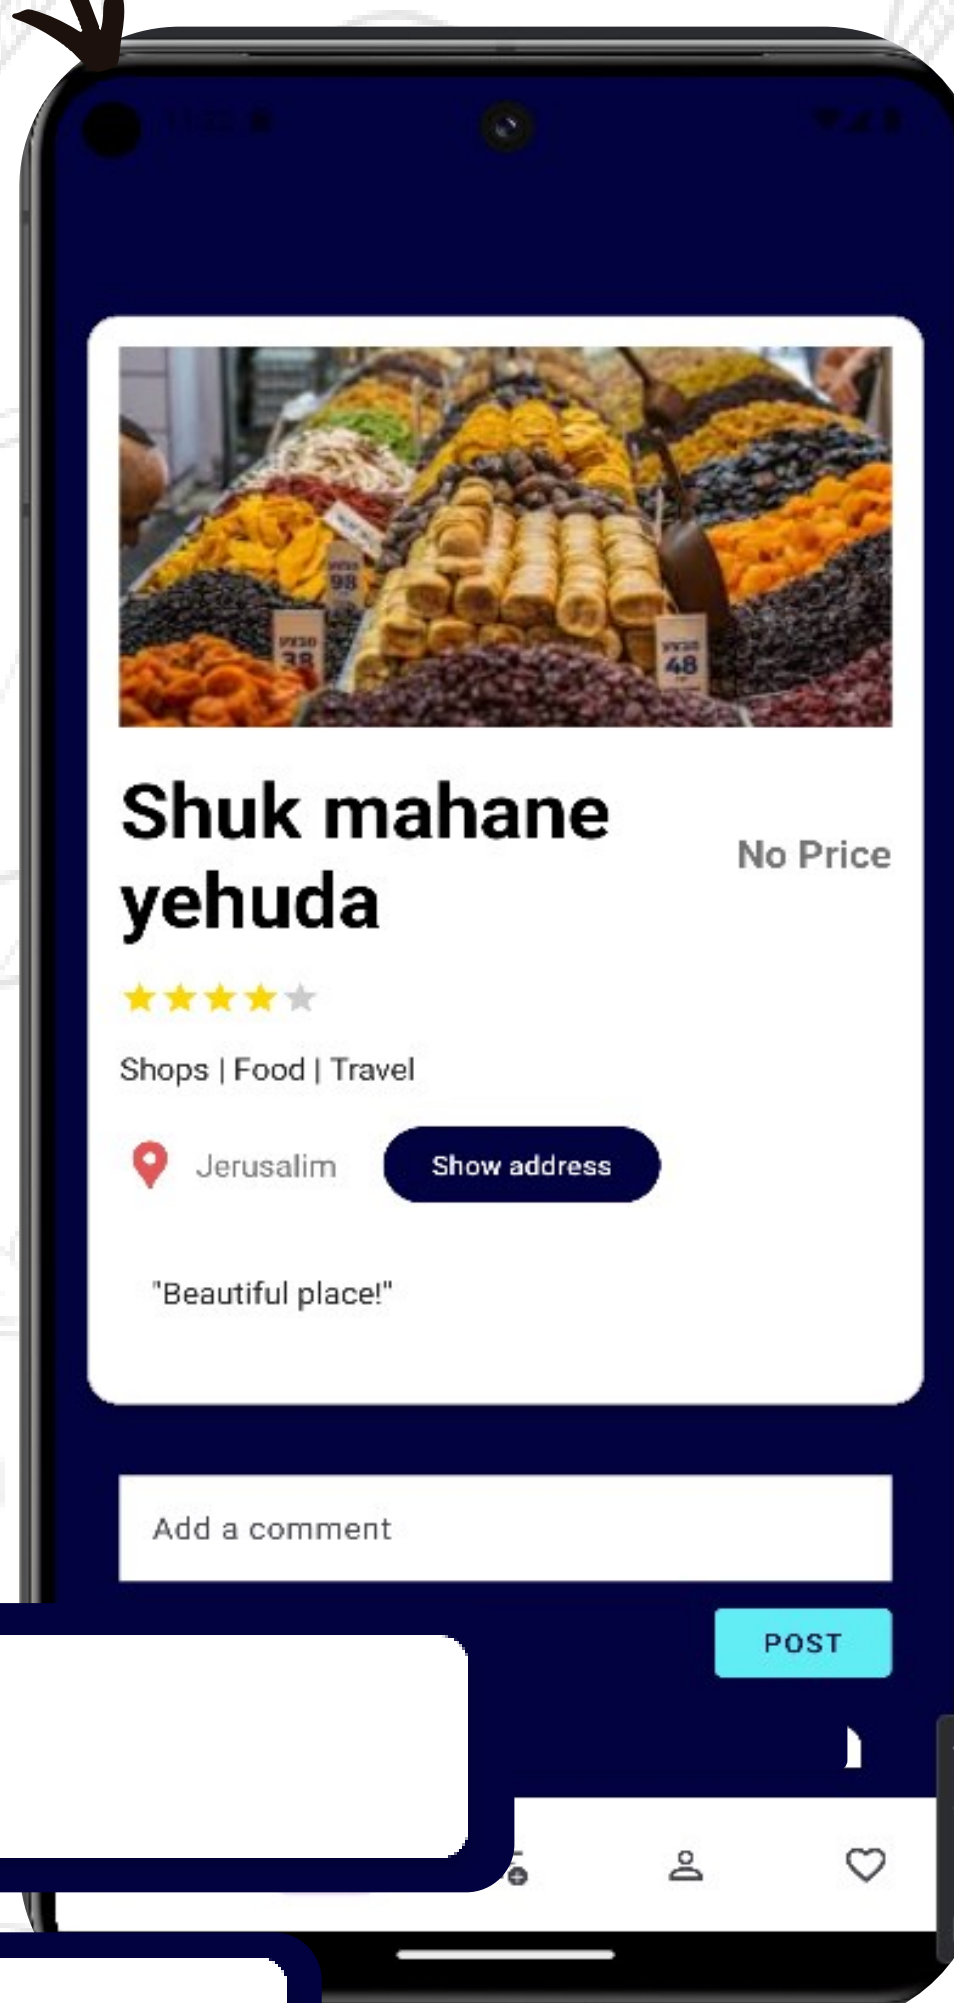 98
38
48
Shuk mahane
yehuda
No Price
Shops | Food | Travel
Jerusalim
Show address
"Beautiful place!"
Add a comment
POST